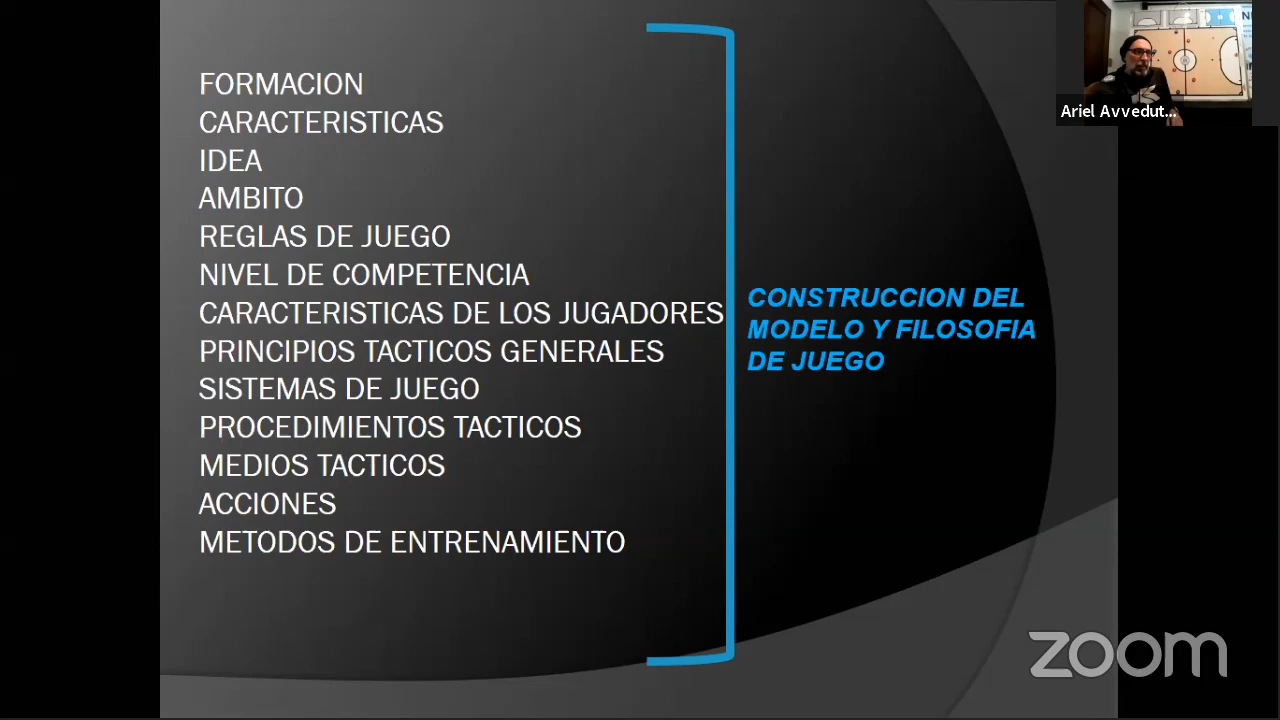 FORMACION
CARACTERISTICAS
IDEA
AMBITO
REGLAS DE JUEGO
NIVEL DE COMPETENCIA
CARACTERISTICAS DE LOS JUGADORES
PRINCIPIOS TACTICOS GENERALES
SISTEMAS DE JUEGO
PROCEDIMIENTOS TACTICOS
MEDIOS TACTICOS
ACCIONES
METODOS DE ENTRENAMIENTO
CONSTRUCCION DEL
MODELO Y FILOSOFIA
DE JUEGO
Ariel Avvedut...
zoom